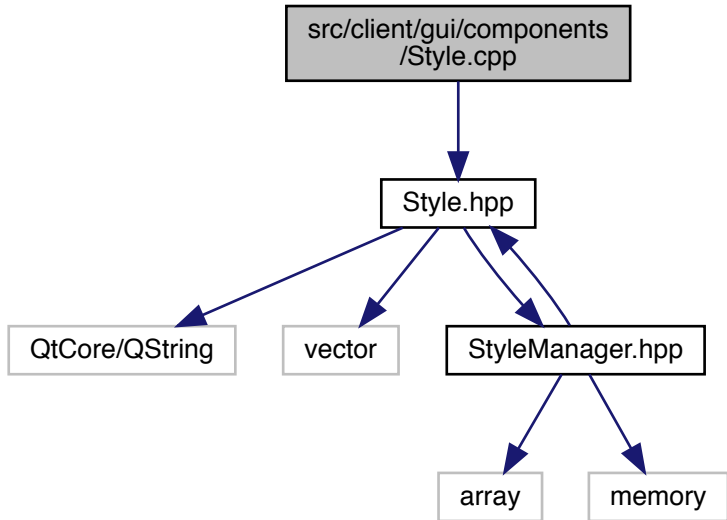 src/client/gui/components
/Style.cpp
Style.hpp
QtCore/QString
vector
StyleManager.hpp
array
memory